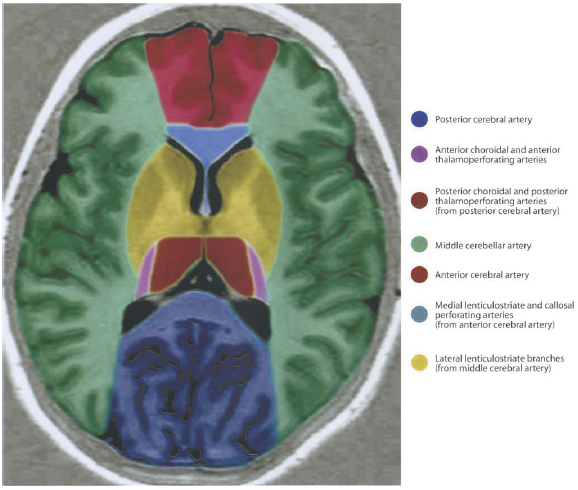 Posterior cerebral artery
Anterior choroidal and anterior
thalamoperforating arteries
Posterior choroidal and posterior
thalamoperforating arteries
(from posterior cerebral artery)
Middle cerebellar artery
Anterior cerebral artery
Medial lenticulostriate and callosal
perforating arteries
(from anterior cerebral artery)
Lateral lenticulostriate branches
(from middle cerebral artery)